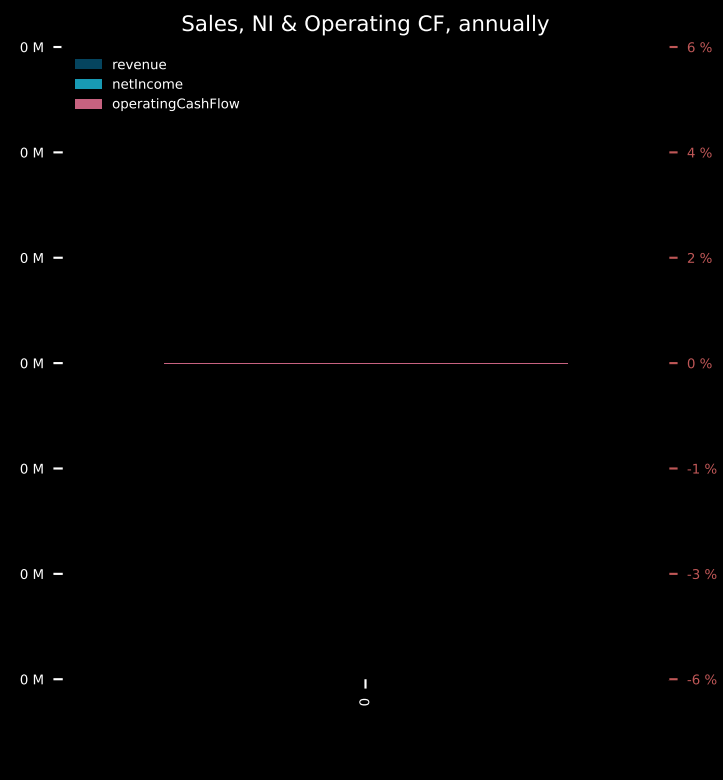 Sales, NI & Operating CF, annually
0 M
6 %
revenue
netIncome
operatingCashFlow
0 M
4 %
0 M
2 %
0 M
0 %
0 M
-1 %
0 M
-3 %
0 M
-6 %
0